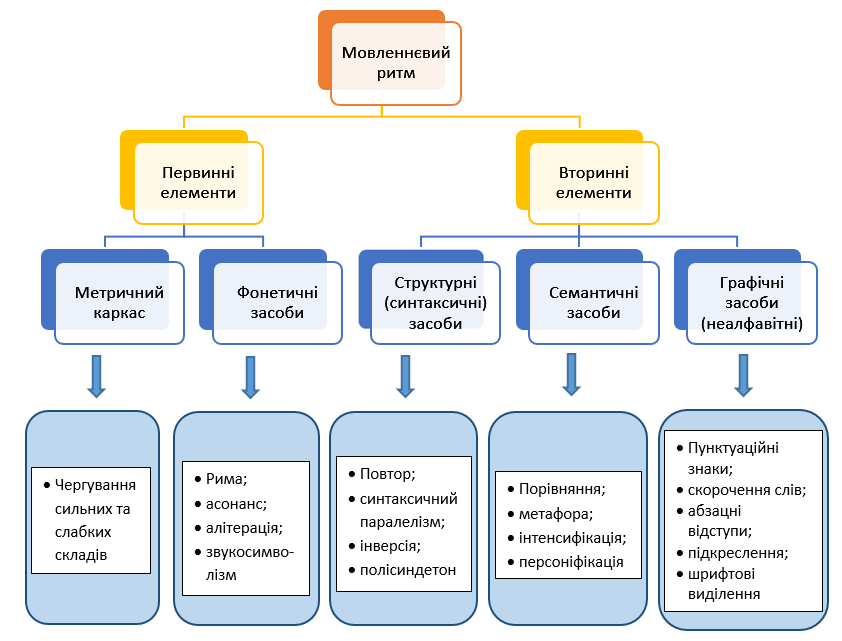 Мовленнєвий
ритм
Первинні
елементи
Вторинні
елементи
Метричний
каркас
Фонетичні
засоби
Структурні
(синтаксичні)
засоби
Семантичні
засоби
Графічні
засоби
(неалфавітні)
• Чергування
сильних та
слабких
складів
• Рима;
• асонанс;
• алітерація;
• звукосимво-
лізм
• Повтор;
• синтаксичний
паралелізм;
• інверсія;
• полісиндетон
• Порівняння;
• метафора;
• інтенсифікація;
• персоніфікація
• Пунктуаційні
знаки;
• скорочення слів;
• абзацні
відступи;
• підкреслення;
• шрифтові
виділення